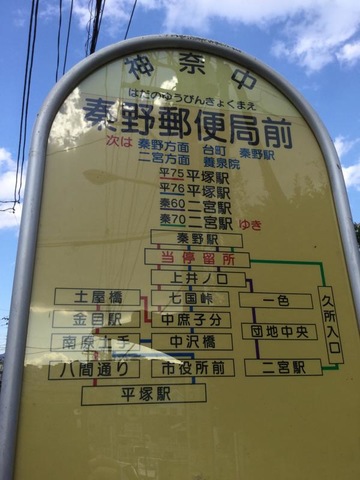 神奈中
はだのゆうびんきょくまえ
秦野郵便局前
次は 秦野方面 台町 秦野駅
二宮方面 養泉院
平75 平塚駅
平76 平塚駅
秦60 二宮駅
秦70 二宮駅 ゆき
秦野駅
当停留所
上井ノ口
土屋橋 七国峠 一色 久所入口
金目駅 中庶子分 団地中央
南原土手 中沢橋
八間通り 市役所前 二宮駅
平塚駅